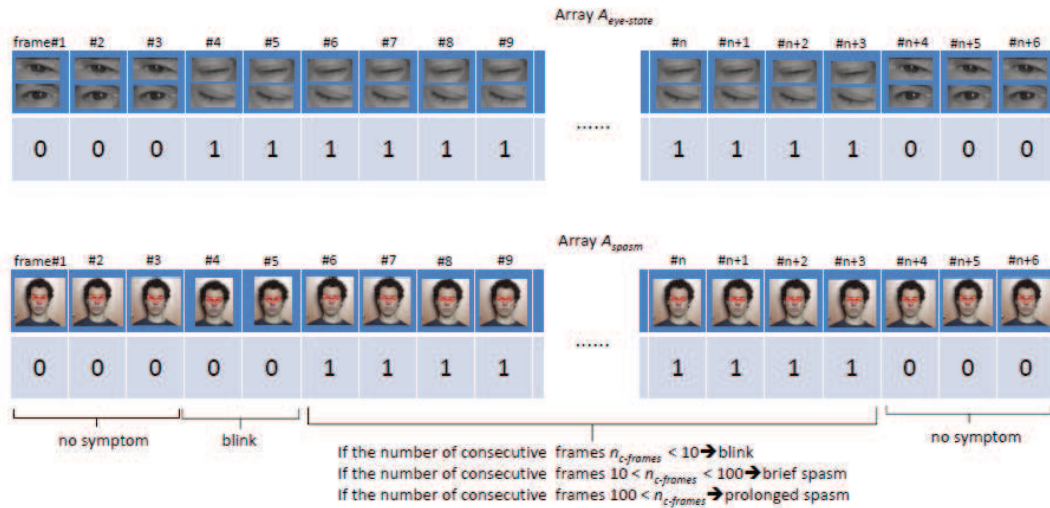 Array A_eye-state
frame#1 #2 #3 #4 #5 #6 #7 #8 #9 #n #n+1 #n+2 #n+3 #n+4 #n+5 #n+6
......
0 0 0 1 1 1 1 1 1 1 1 1 1 0 0 0
Array A_spasm
frame#1 #2 #3 #4 #5 #6 #7 #8 #9 #n #n+1 #n+2 #n+3 #n+4 #n+5 #n+6
......
0 0 0 0 0 1 1 1 1 1 1 1 1 0 0 0
no symptom blink no symptom
If the number of consecutive frames n_c-frames < 10➔blink
If the number of consecutive frames 10 < n_c-frames < 100➔brief spasm
If the number of consecutive frames 100 < n_c-frames➔prolonged spasm